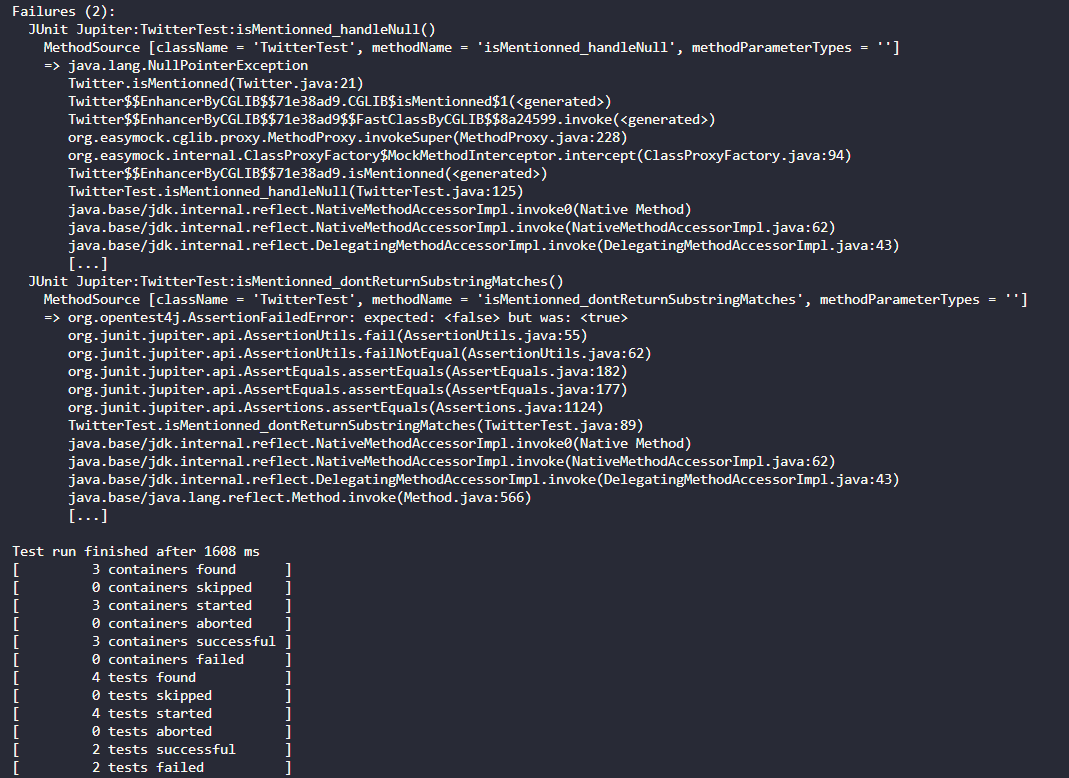 Failures (2):
  JUnit Jupiter:TwitterTest:isMentionned_handleNull()
    MethodSource [className = 'TwitterTest', methodName = 'isMentionned_handleNull', methodParameterTypes = '']
    => java.lang.NullPointerException
       Twitter.isMentionned(Twitter.java:21)
       Twitter$$EnhancerByCGLIB$$71e38ad9.CGLIB$isMentionned$1(<generated>)
       Twitter$$EnhancerByCGLIB$$71e38ad9$$FastClassByCGLIB$$8a24599.invoke(<generated>)
       org.easymock.cglib.proxy.MethodProxy.invokeSuper(MethodProxy.java:228)
       org.easymock.internal.ClassProxyFactory$MockMethodInterceptor.intercept(ClassProxyFactory.java:94)
       Twitter$$EnhancerByCGLIB$$71e38ad9.isMentionned(<generated>)
       TwitterTest.isMentionned_handleNull(TwitterTest.java:125)
       java.base/jdk.internal.reflect.NativeMethodAccessorImpl.invoke0(Native Method)
       java.base/jdk.internal.reflect.NativeMethodAccessorImpl.invoke(NativeMethodAccessorImpl.java:62)
       java.base/jdk.internal.reflect.DelegatingMethodAccessorImpl.invoke(DelegatingMethodAccessorImpl.java:43)
       [...]
  JUnit Jupiter:TwitterTest:isMentionned_dontReturnSubstringMatches()
    MethodSource [className = 'TwitterTest', methodName = 'isMentionned_dontReturnSubstringMatches', methodParameterTypes = '']
    => org.opentest4j.AssertionFailedError: expected: <false> but was: <true>
       org.junit.jupiter.api.AssertionUtils.fail(AssertionUtils.java:55)
       org.junit.jupiter.api.AssertionUtils.failNotEqual(AssertionUtils.java:62)
       org.junit.jupiter.api.AssertEquals.assertEquals(AssertEquals.java:182)
       org.junit.jupiter.api.AssertEquals.assertEquals(AssertEquals.java:177)
       org.junit.jupiter.api.Assertions.assertEquals(Assertions.java:1124)
       TwitterTest.isMentionned_dontReturnSubstringMatches(TwitterTest.java:89)
       java.base/jdk.internal.reflect.NativeMethodAccessorImpl.invoke0(Native Method)
       java.base/jdk.internal.reflect.NativeMethodAccessorImpl.invoke(NativeMethodAccessorImpl.java:62)
       java.base/jdk.internal.reflect.DelegatingMethodAccessorImpl.invoke(DelegatingMethodAccessorImpl.java:43)
       java.base/java.lang.reflect.Method.invoke(Method.java:566)
       [...]

Test run finished after 1608 ms
[         3 containers found      ]
[         0 containers skipped    ]
[         3 containers started    ]
[         0 containers aborted    ]
[         3 containers successful ]
[         0 containers failed     ]
[         4 tests found           ]
[         0 tests skipped         ]
[         4 tests started         ]
[         0 tests aborted         ]
[         2 tests successful      ]
[         2 tests failed          ]